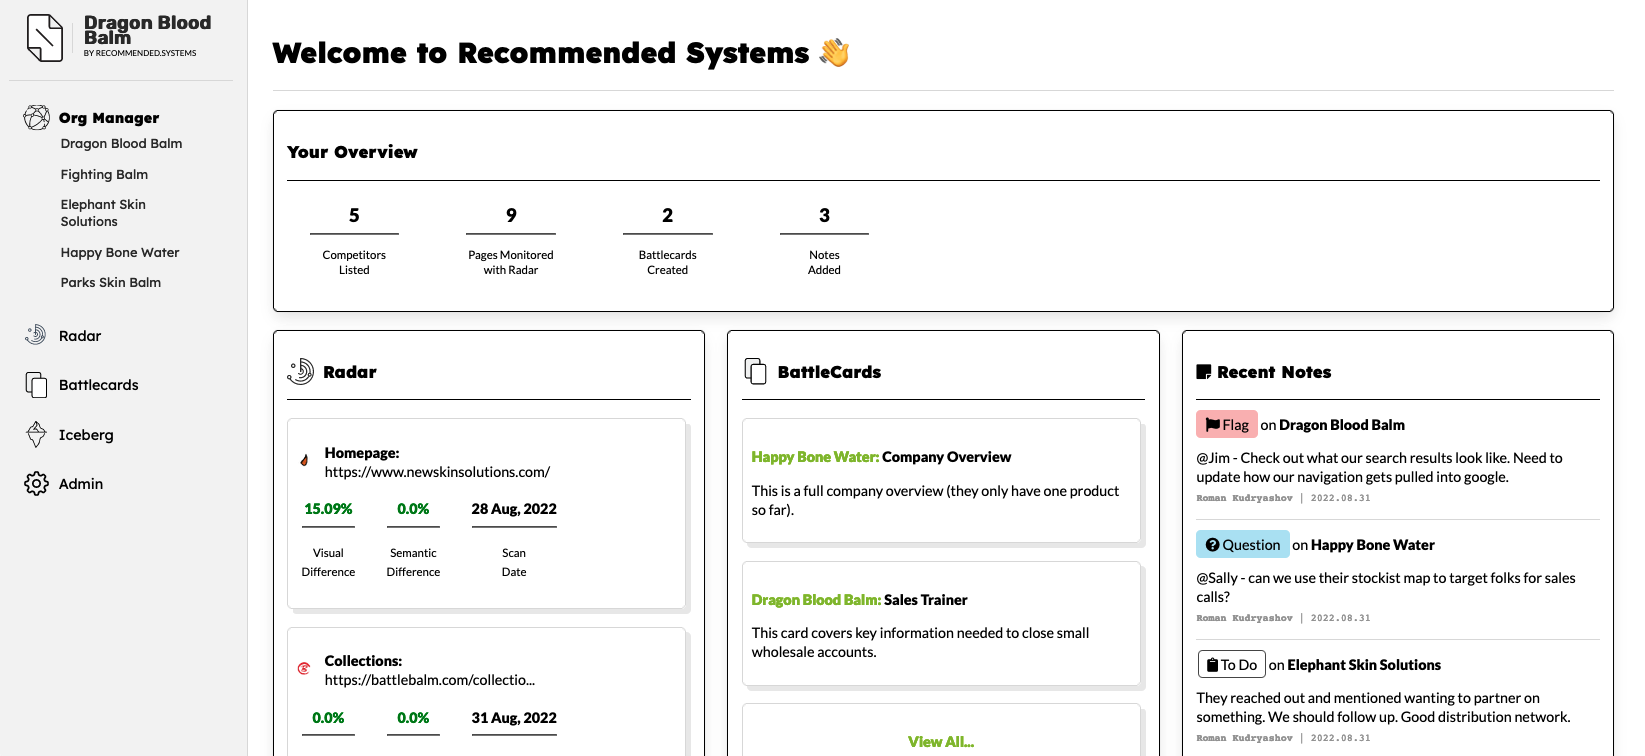 Dragon Blood
Balm
BY RECOMMENDED.SYSTEMS
Org Manager
Dragon Blood Balm
Fighting Balm
Elephant Skin
Solutions
Happy Bone Water
Parks Skin Balm
Radar
Battlecards
Iceberg
Admin
Welcome to Recommended Systems 👋
Your Overview
5
Competitors
Listed
9
Pages Monitored
with Radar
2
Battlecards
Created
3
Notes
Added
Radar
Homepage:
https://www.newskinsolutions.com/
15.09% 0.0% 28 Aug, 2022
Visual
Difference
Semantic
Difference
Scan
Date
Collections:
https://battlebalm.com/collectio...
0.0% 0.0% 31 Aug, 2022
BattleCards
Happy Bone Water: Company Overview
This is a full company overview (they only have one product
so far).
Dragon Blood Balm: Sales Trainer
This card covers key information needed to close small
wholesale accounts.
View All...
Recent Notes
Flag on Dragon Blood Balm
@Jim - Check out what our search results look like. Need to
update how our navigation gets pulled into google.
Roman Kudryashov | 2022.08.31
Question on Happy Bone Water
@Sally - can we use their stockist map to target folks for sales
calls?
Roman Kudryashov | 2022.08.31
To Do on Elephant Skin Solutions
They reached out and mentioned wanting to partner on
something. We should follow up. Good distribution network.
Roman Kudryashov | 2022.08.31